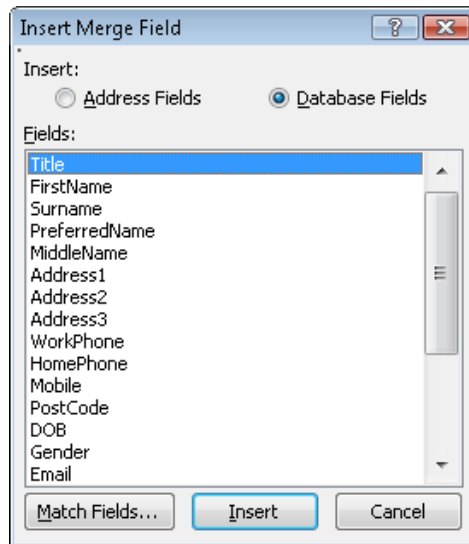 Insert Merge Field
Insert:
Address Fields Database Fields
Fields:
Title
FirstName
Surname
PreferredName
MiddleName
Address1
Address2
Address3
WorkPhone
HomePhone
Mobile
PostCode
DOB
Gender
Email
Match Fields... Insert Cancel